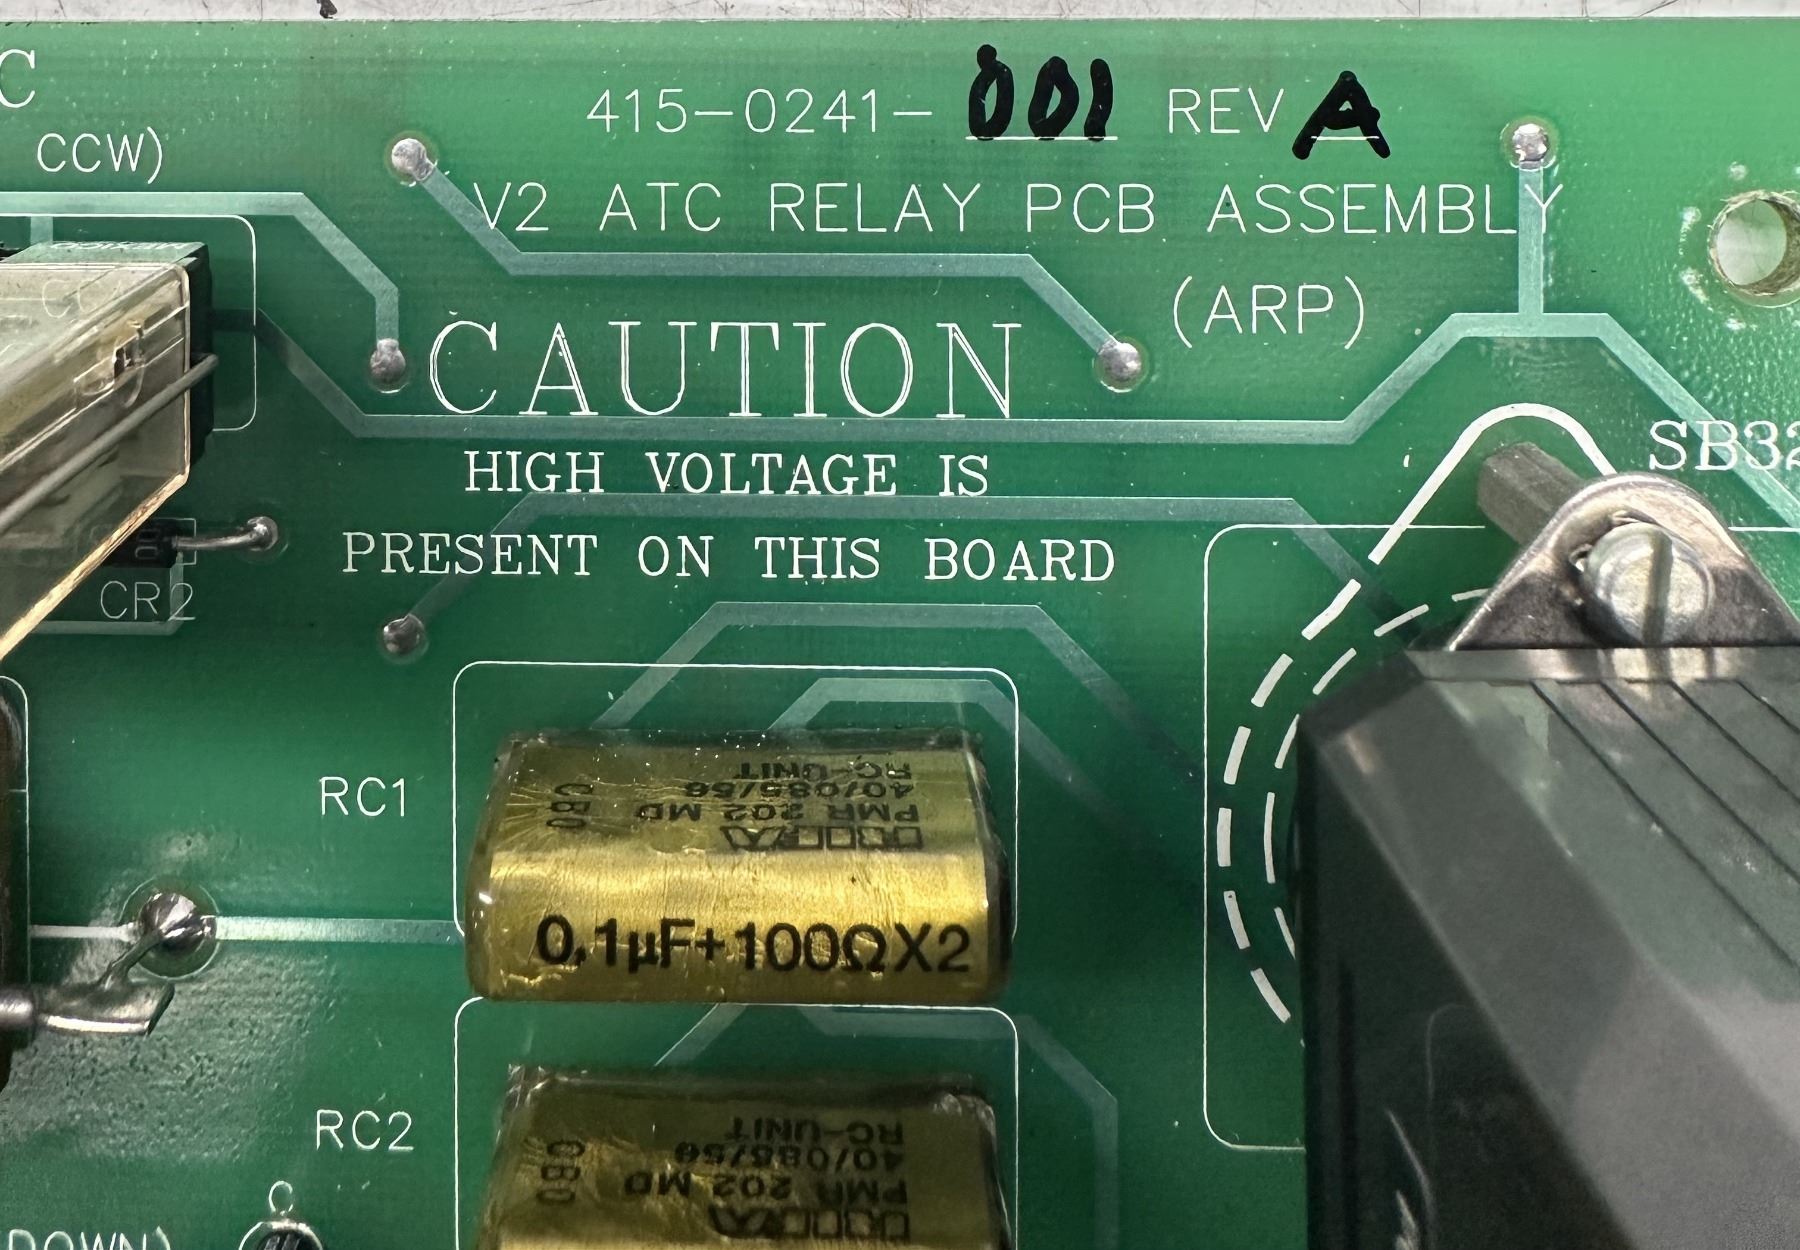 C
CCW)
415-0241-001 REV A
V2 ATC RELAY PCB ASSEMBLY
(ARP)
CAUTION
HIGH VOLTAGE IS
PRESENT ON THIS BOARD
SB32
CR2
RC1
RIFA
PMR 202 MD
40/085/56
RC-UNIT
0,1µF+100ΩX2
RC2
RIFA
PMR 202 MD
40/085/56
RC-UNIT
DOWN)